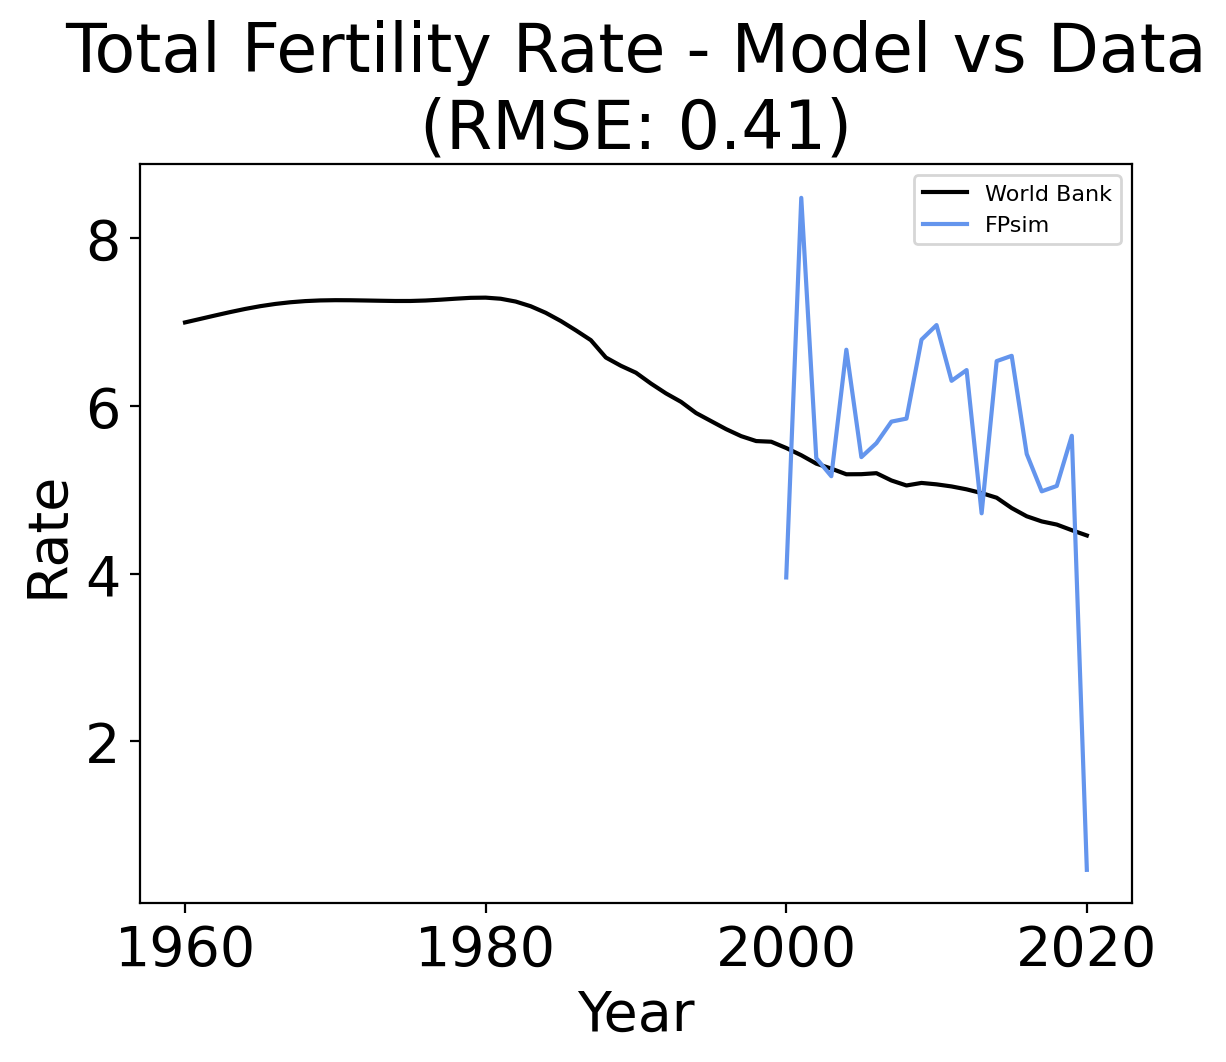 Total Fertility Rate - Model vs Data
(RMSE: 0.41)
World Bank
FPsim
8
6
4
2
Rate
1960 1980 2000 2020
Year